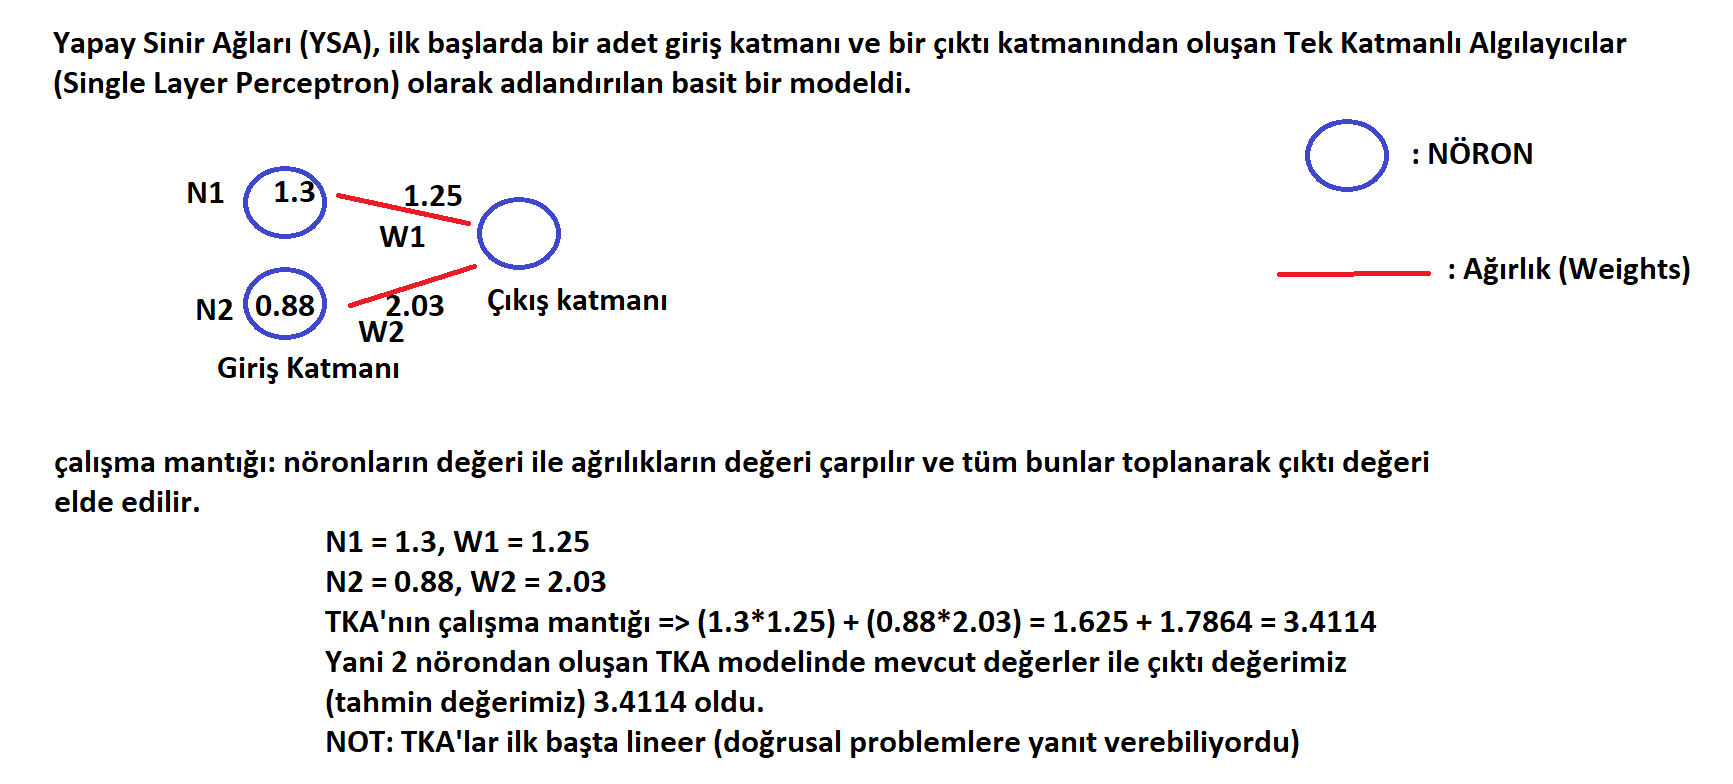 Yapay Sinir Ağları (YSA), ilk başlarda bir adet giriş katmanı ve bir çıktı katmanından oluşan Tek Katmanlı Algılayıcılar
(Single Layer Perceptron) olarak adlandırılan basit bir modeldi.
: NÖRON
N1 1.3 1.25
W1
: Ağırlık (Weights)
N2 0.88 2.03 Çıkış katmanı
W2
Giriş Katmanı
çalışma mantığı: nöronların değeri ile ağrılıkların değeri çarpılır ve tüm bunlar toplanarak çıktı değeri
elde edilir.
N1 = 1.3, W1 = 1.25
N2 = 0.88, W2 = 2.03
TKA'nın çalışma mantığı => (1.3*1.25) + (0.88*2.03) = 1.625 + 1.7864 = 3.4114
Yani 2 nörondan oluşan TKA modelinde mevcut değerler ile çıktı değerimiz
(tahmin değerimiz) 3.4114 oldu.
NOT: TKA'lar ilk başta lineer (doğrusal problemlere yanıt verebiliyordu)